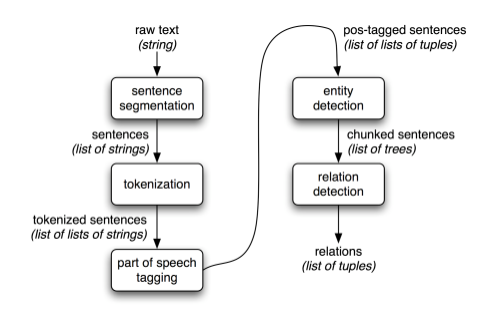 raw text
(string)
sentence
segmentation
sentences
(list of strings)
tokenization
tokenized sentences
(list of lists of strings)
part of speech
tagging
pos-tagged sentences
(list of lists of tuples)
entity
detection
chunked sentences
(list of trees)
relation
detection
relations
(list of tuples)